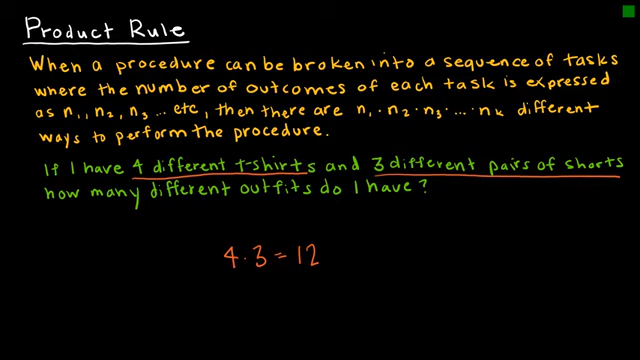 Product Rule
When a procedure can be broken into a sequence of tasks
where the number of outcomes of each task is expressed
as n₁, n₂, n₃ ... etc, then there are n₁ · n₂ · n₃ · ... · nₖ different
ways to perform the procedure.
If I have 4 different t-shirts and 3 different pairs of shorts
how many different outfits do I have?
4 · 3 = 12